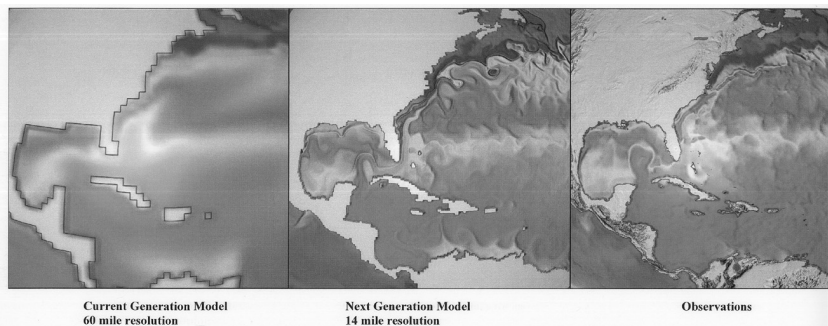 Current Generation Model
60 mile resolution
Next Generation Model
14 mile resolution
Observations